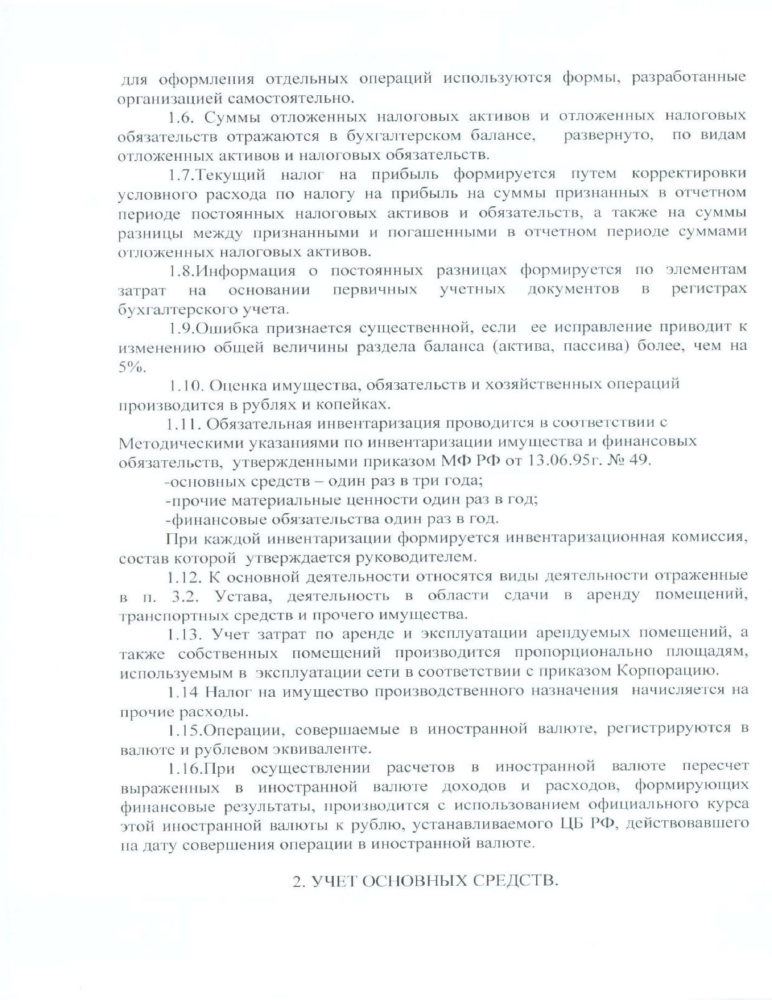 для оформления отдельных операций используются формы, разработанные
организацией самостоятельно.
1.6. Суммы отложенных налоговых активов и отложенных налоговых
обязательств отражаются в бухгалтерском балансе, развернуто, по видам
отложенных активов и налоговых обязательств.
1.7.Текущий налог на прибыль формируется путем корректировки
условного расхода по налогу на прибыль на суммы признанных в отчетном
периоде постоянных налоговых активов и обязательств, а также на суммы
разницы между признанными и погашенными в отчетном периоде суммами
отложенных налоговых активов.
1.8.Информация о постоянных разницах формируется по элементам
затрат на основании первичных учетных документов в регистрах
бухгалтерского учета.
1.9.Ошибка признается существенной, если ее исправление приводит к
изменению общей величины раздела баланса (актива, пассива) более, чем на
5%.
1.10. Оценка имущества, обязательств и хозяйственных операций
производится в рублях и копейках.
1.11. Обязательная инвентаризация проводится в соответствии с
Методическими указаниями по инвентаризации имущества и финансовых
обязательств, утвержденными приказом МФ РФ от 13.06.95г. № 49.
-основных средств – один раз в три года;
-прочие материальные ценности один раз в год;
-финансовые обязательства один раз в год.
При каждой инвентаризации формируется инвентаризационная комиссия,
состав которой утверждается руководителем.
1.12. К основной деятельности относятся виды деятельности отраженные
в п. 3.2. Устава, деятельность в области сдачи в аренду помещений,
транспортных средств и прочего имущества.
1.13. Учет затрат по аренде и эксплуатации арендуемых помещений, а
также собственных помещений производится пропорционально площадям,
используемым в эксплуатации сети в соответствии с приказом Корпорацию.
1.14 Налог на имущество производственного назначения начисляется на
прочие расходы.
1.15.Операции, совершаемые в иностранной валюте, регистрируются в
валюте и рублевом эквиваленте.
1.16.При осуществлении расчетов в иностранной валюте пересчет
выраженных в иностранной валюте доходов и расходов, формирующих
финансовые результаты, производится с использованием официального курса
этой иностранной валюты к рублю, устанавливаемого ЦБ РФ, действовавшего
на дату совершения операции в иностранной валюте.
2. УЧЕТ ОСНОВНЫХ СРЕДСТВ.